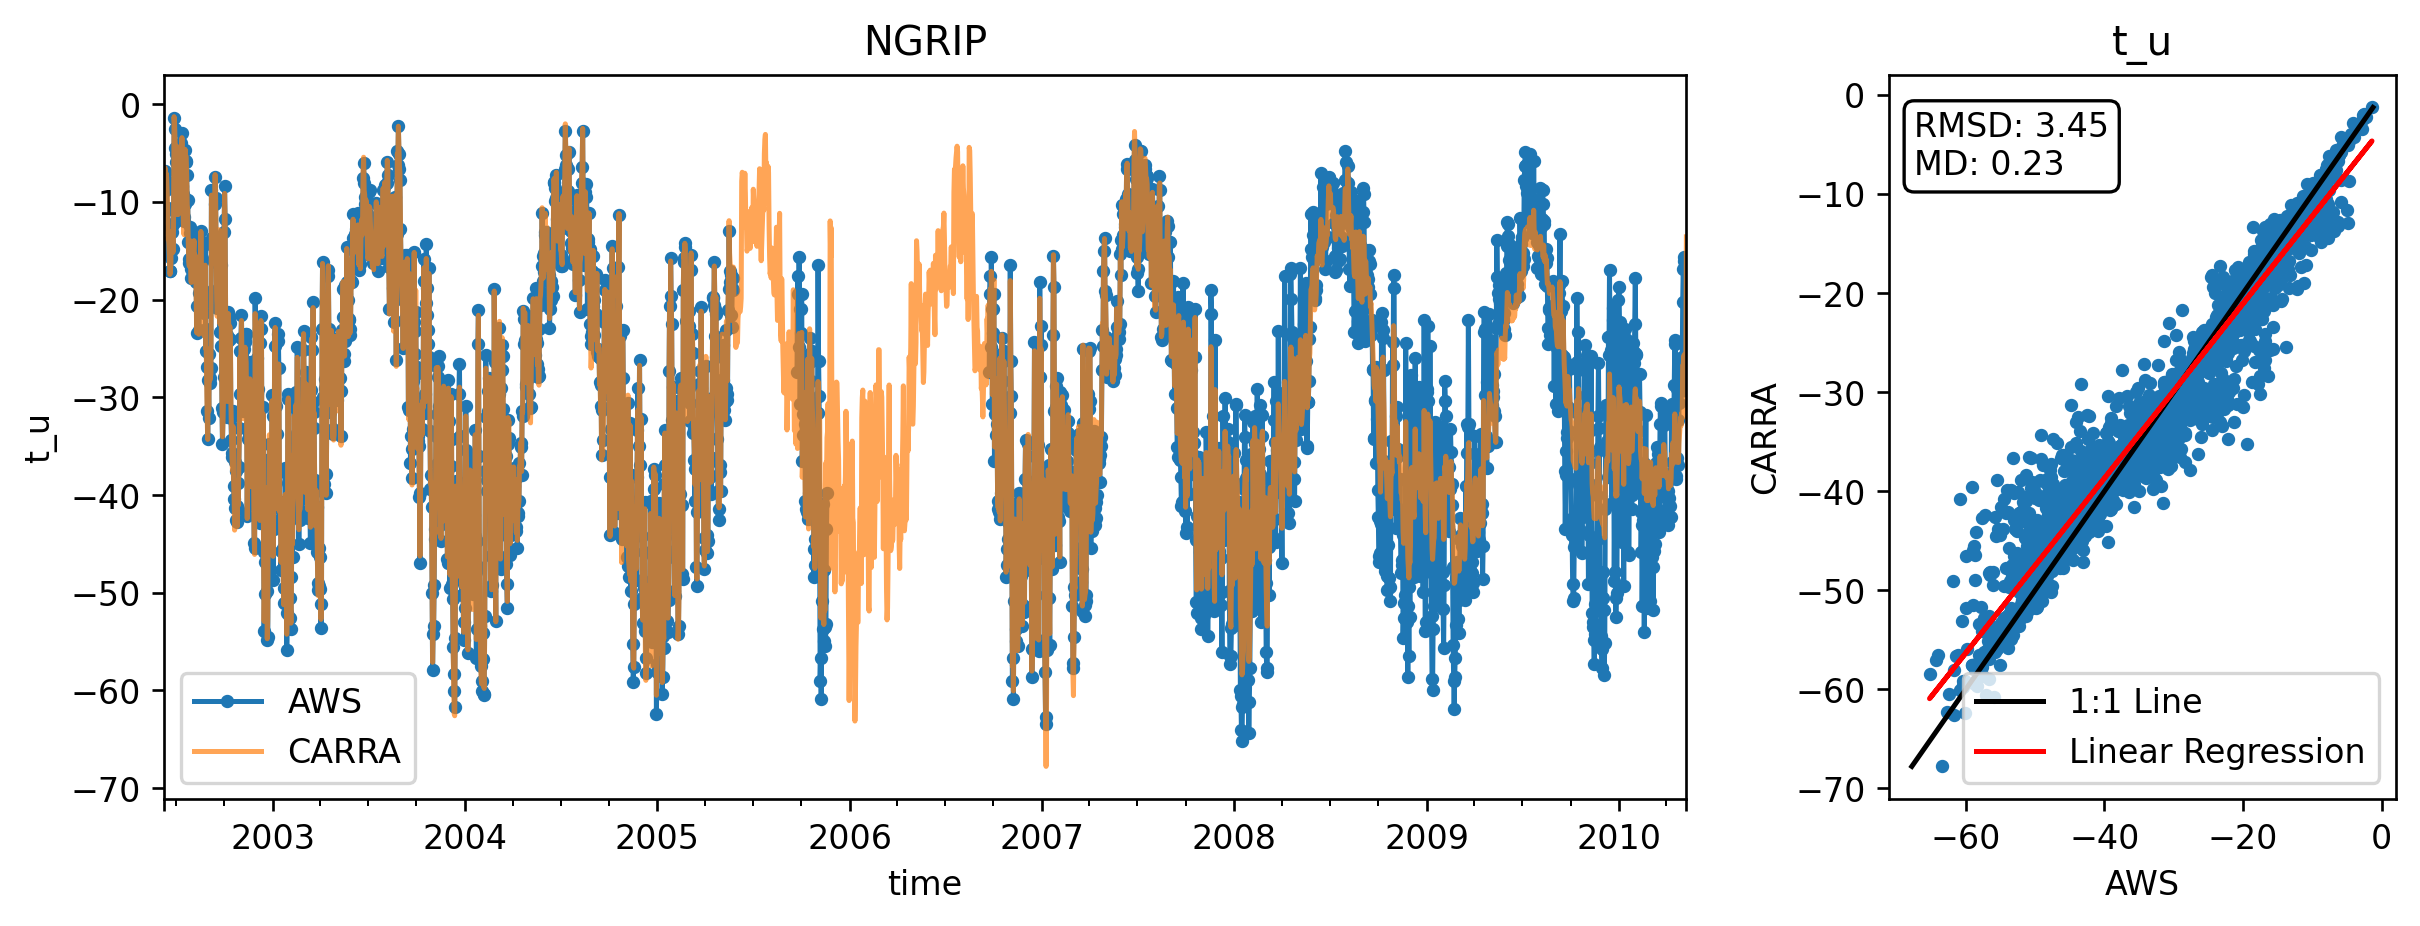 NGRIP
0
−10
−20
−30
−40
−50
−60
−70
t_u
AWS
CARRA
2003 2004 2005 2006 2007 2008 2009 2010
time
t_u
RMSD: 3.45
MD: 0.23
0
−10
−20
−30
−40
−50
−60
−70
CARRA
1:1 Line
Linear Regression
−60 −40 −20 0
AWS